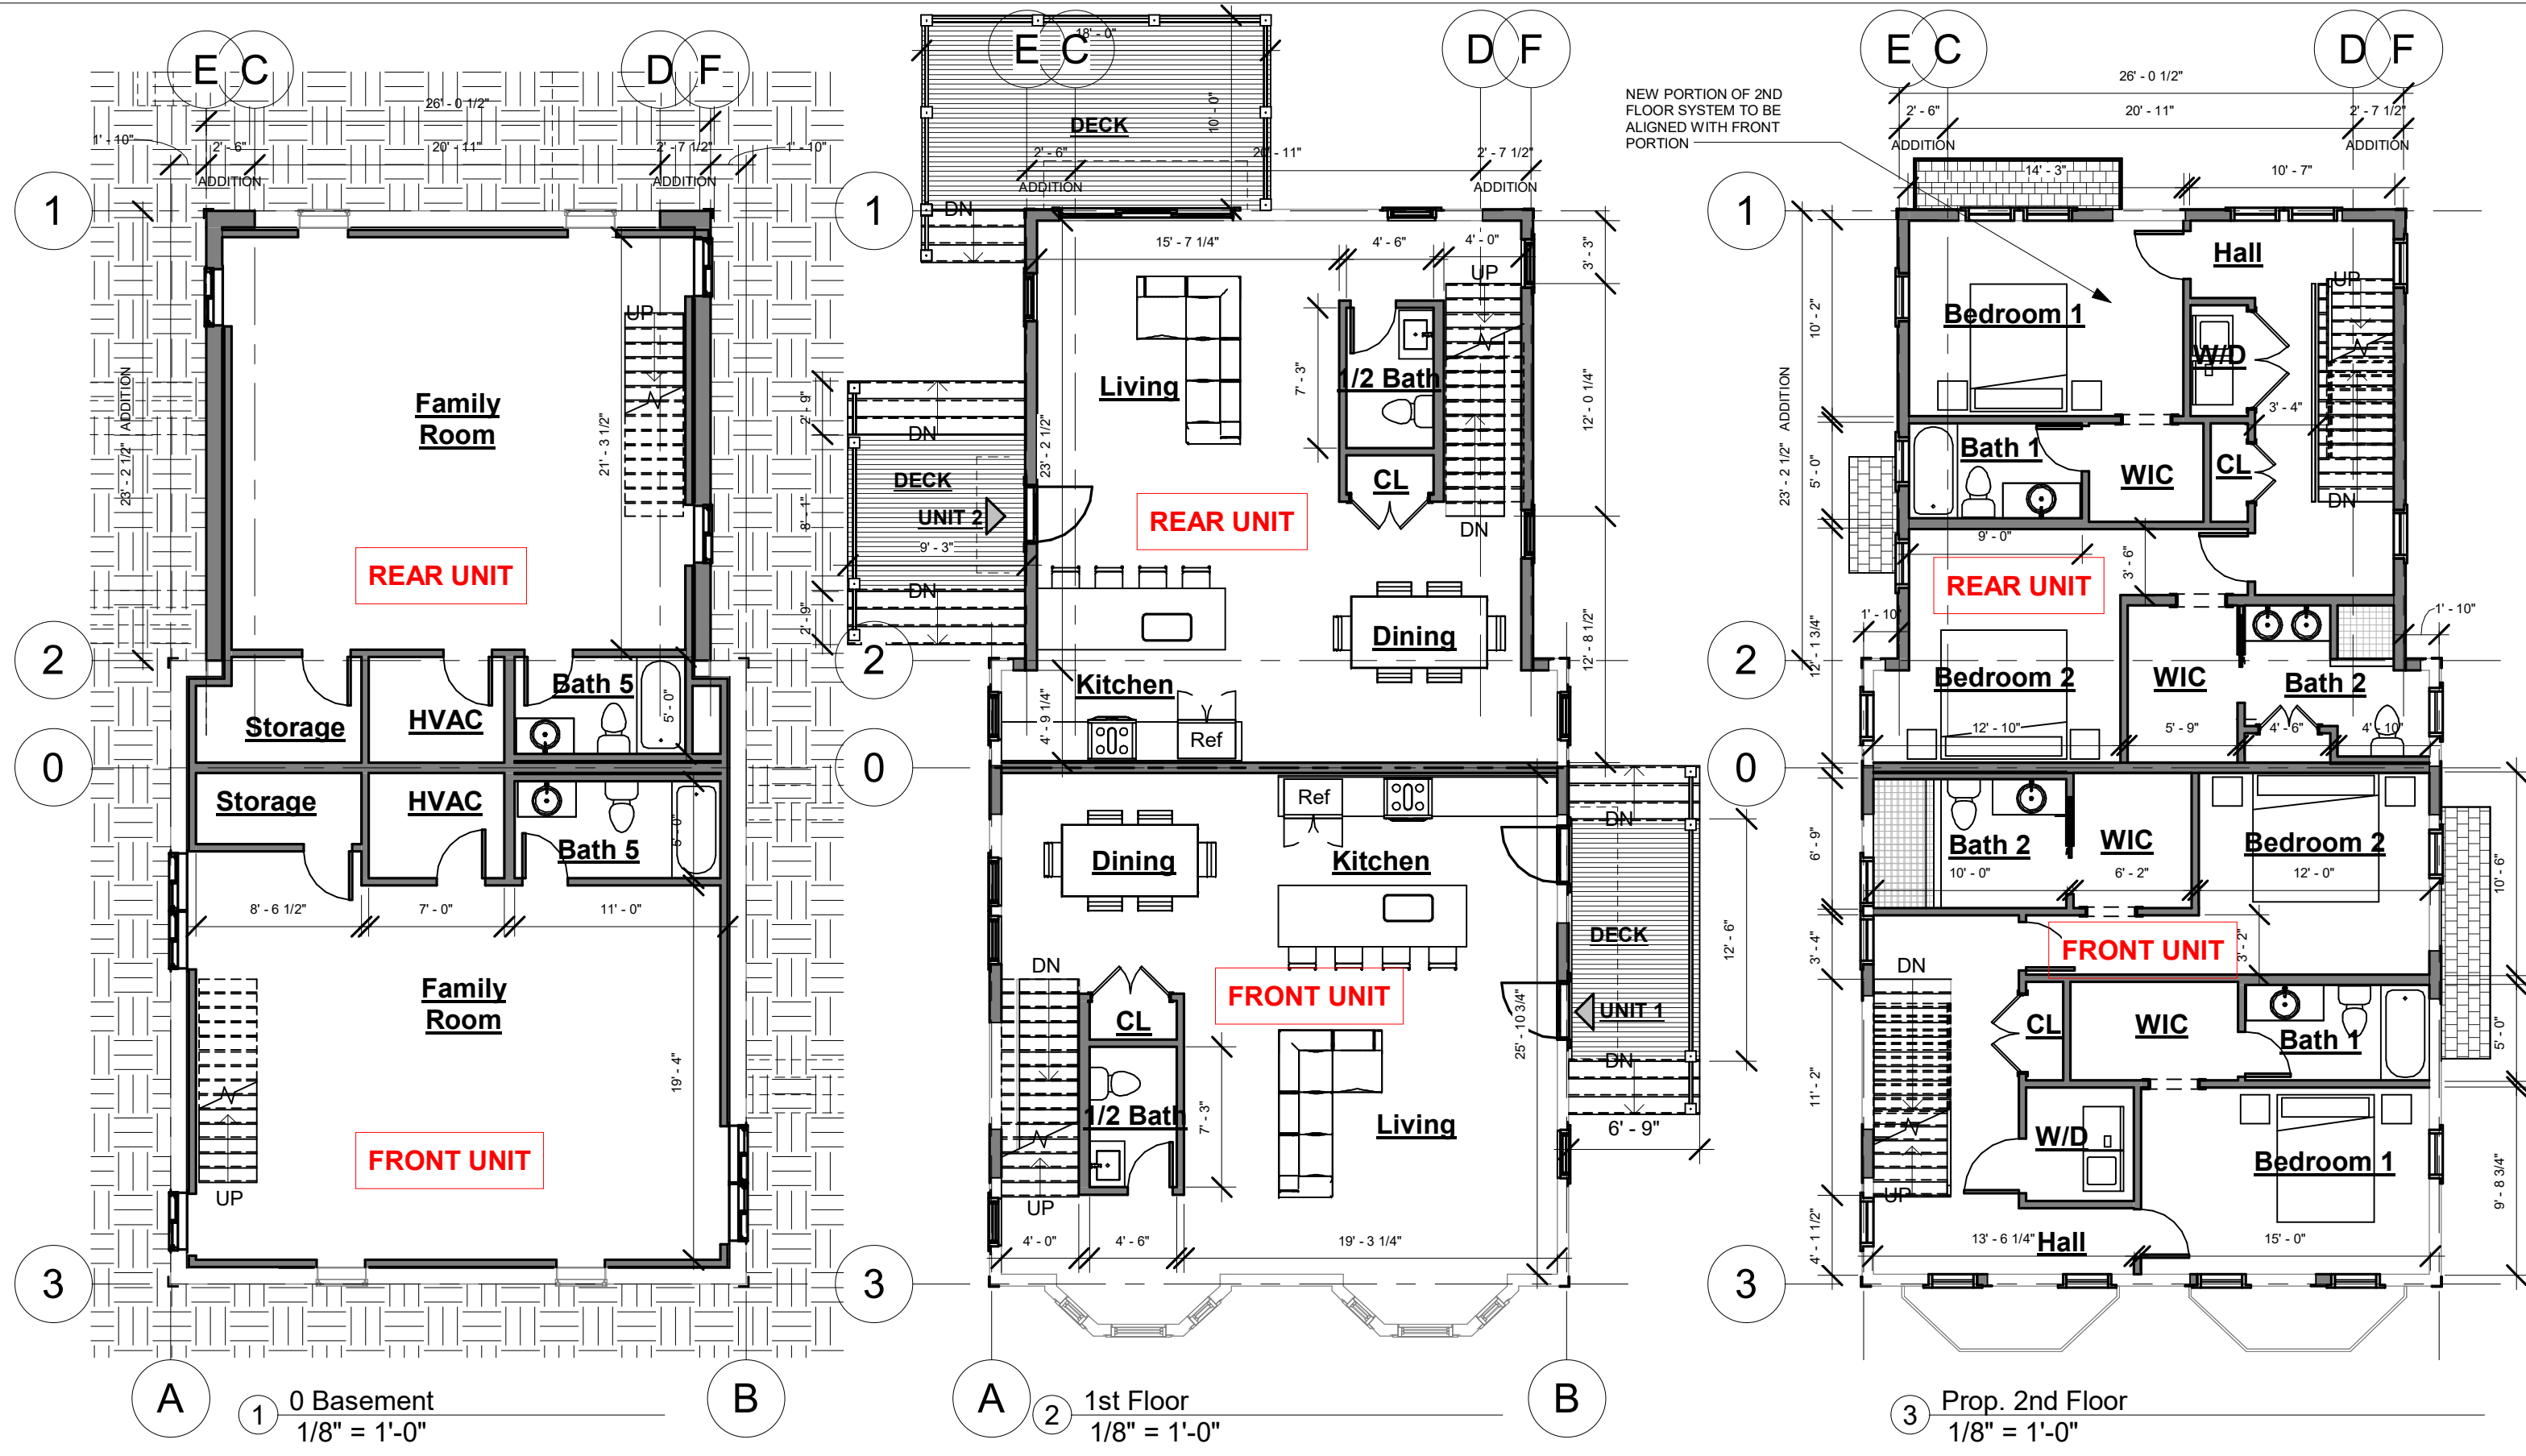 E C D F
26' - 0 1/2"
1' - 10" 2' - 6" 20' - 11" 2' - 7 1/2" 1' - 10"
ADDITION ADDITION
1
UP
Family
Room
23' - 2 1/2" ADDITION
21' - 3 1/2"
REAR UNIT
2
Storage HVAC Bath 5
5' - 0"
0
Storage HVAC Bath 5
5' - 0"
8' - 6 1/2" 7' - 0" 11' - 0"
Family
Room
19' - 4"
FRONT UNIT
UP
3
A B
1 0 Basement
1/8" = 1'-0"
E C D F
18' - 0"
10' - 0"
DECK
2' - 6" 20' - 11" 2' - 7 1/2"
ADDITION ADDITION
1
DN
15' - 7 1/4" 4' - 6" 4' - 0"
3' - 3"
UP
Living
7' - 3"
1/2 Bath
12' - 0 1/4"
2' - 9"
DN
23' - 2 1/2"
DECK
CL
UNIT 2
8' - 1"
REAR UNIT
DN
9' - 3"
DN
2' - 9"
Dining
12' - 8 1/2"
2
Kitchen
4' - 9 1/4"
Ref
0
Ref
DN
Dining Kitchen
DECK
12' - 6"
DN
FRONT UNIT
CL
25' - 10 3/4"
UNIT 1
DN
1/2 Bath
7' - 3"
Living
6' - 9"
UP
4' - 0" 4' - 6" 19' - 3 1/4"
3
A B
2 1st Floor
1/8" = 1'-0"
E C D F
NEW PORTION OF 2ND
FLOOR SYSTEM TO BE
ALIGNED WITH FRONT
PORTION
26' - 0 1/2"
2' - 6" 20' - 11" 2' - 7 1/2"
ADDITION ADDITION
14' - 3" 10' - 7"
1
Hall
UP
Bedroom 1
10' - 2"
W/D
3' - 4"
23' - 2 1/2" ADDITION
Bath 1
WIC CL
5' - 0"
DN
9' - 0"
3' - 6"
REAR UNIT
1' - 10" 1' - 10"
12' - 1 3/4"
2
Bedroom 2 WIC Bath 2
12' - 10" 5' - 9" 4' - 6" 4' - 10"
0
6' - 9"
Bath 2 WIC Bedroom 2
10' - 0" 6' - 2" 12' - 0"
10' - 6"
3' - 4"
FRONT UNIT
3' - 2"
DN
CL WIC Bath 1
5' - 0"
11' - 2"
W/D
Bedroom 1
UP
9' - 8 3/4"
4' - 1 1/2"
13' - 6 1/4" Hall 15' - 0"
3
3 Prop. 2nd Floor
1/8" = 1'-0"